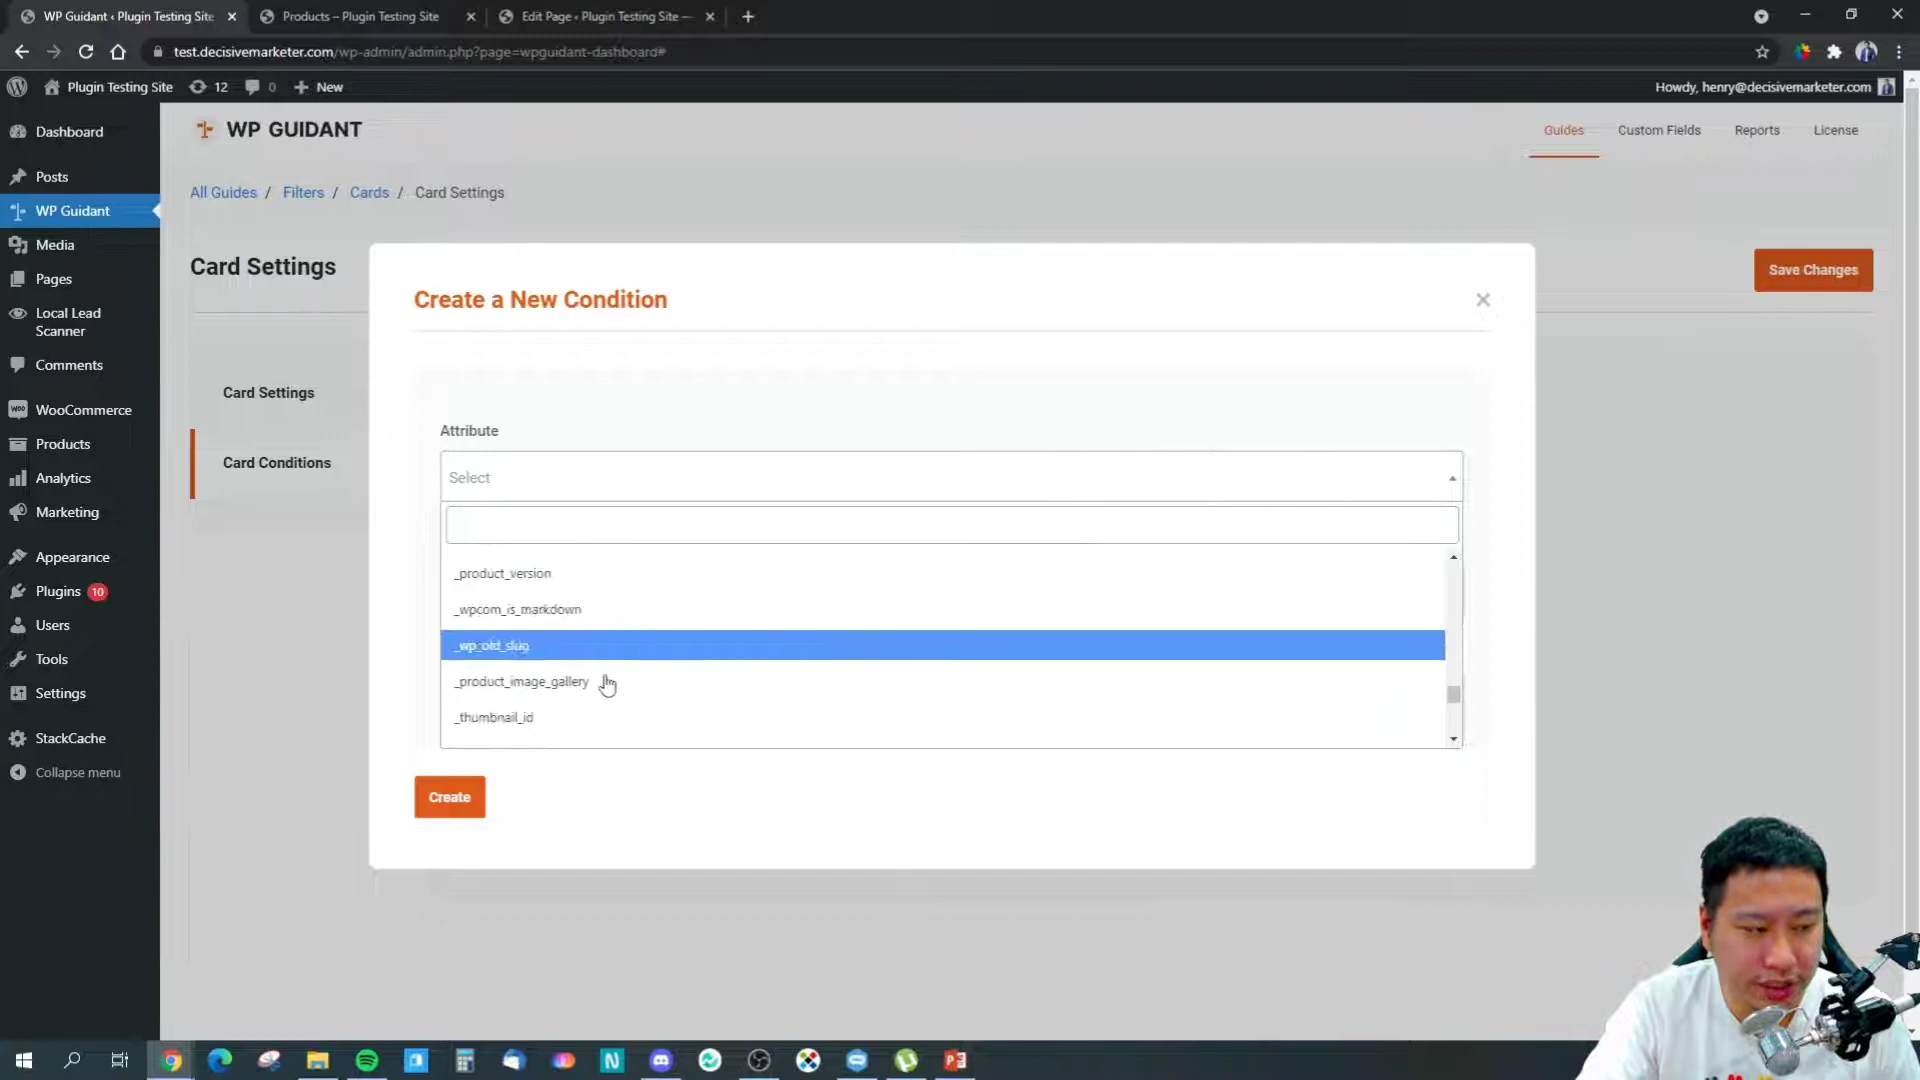 WP Guidant ‹ Plugin Testing Site
Products – Plugin Testing Site
Edit Page ‹ Plugin Testing Site —
test.decisivemarketer.com/wp-admin/admin.php?page=wpguidant-dashboard#
Plugin Testing Site
12
0
New
Howdy, henry@decisivemarketer.com
Dashboard
Posts
WP Guidant
Media
Pages
Local Lead
Scanner
Comments
WooCommerce
Products
Analytics
Marketing
Appearance
Plugins 10
Users
Tools
Settings
StackCache
Collapse menu
WP GUIDANT
Guides
Custom Fields
Reports
License
All Guides / Filters / Cards / Card Settings
Card Settings
Save Changes
Card Settings
Card Conditions
Create a New Condition
×
Attribute
Select
_product_version
_wpcom_is_markdown
_wp_old_slug
_product_image_gallery
_thumbnail_id
Create